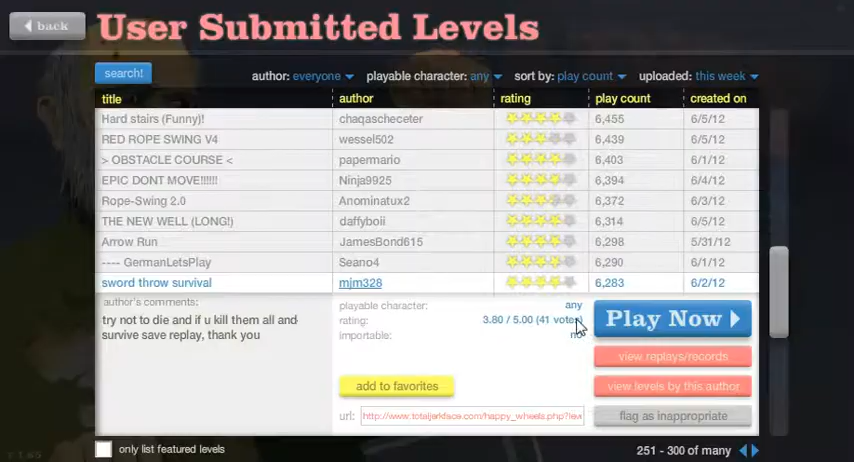 back
User Submitted Levels
search!
author: everyone playable character: any sort by: play count uploaded: this week
title author rating play count created on
Hard stairs (Funny)! chaqascheceter 6,455 6/5/12
RED ROPE SWING V4 wessel502 6,439 6/5/12
> OBSTACLE COURSE < papermario 6,403 6/1/12
EPIC DONT MOVE!!!!!! Ninja9925 6,394 6/4/12
Rope-Swing 2.0 Anominatux2 6,372 6/3/12
THE NEW WELL (LONG!) daffyboii 6,314 6/5/12
Arrow Run JamesBond615 6,298 5/31/12
---- GermanLetsPlay Seano4 6,290 6/1/12
sword throw survival mjm328 6,283 6/2/12
author's comments:
try not to die and if u kill them all and
survive save replay, thank you
playable character: any
rating: 3.80 / 5.00 (41 votes)
importable: no
Play Now
view replays/records
add to favorites
view levels by this author
url: http://www.totaljerkface.com/happy_wheels.php?lev
flag as inappropriate
only list featured levels
251 - 300 of many
v 1.65